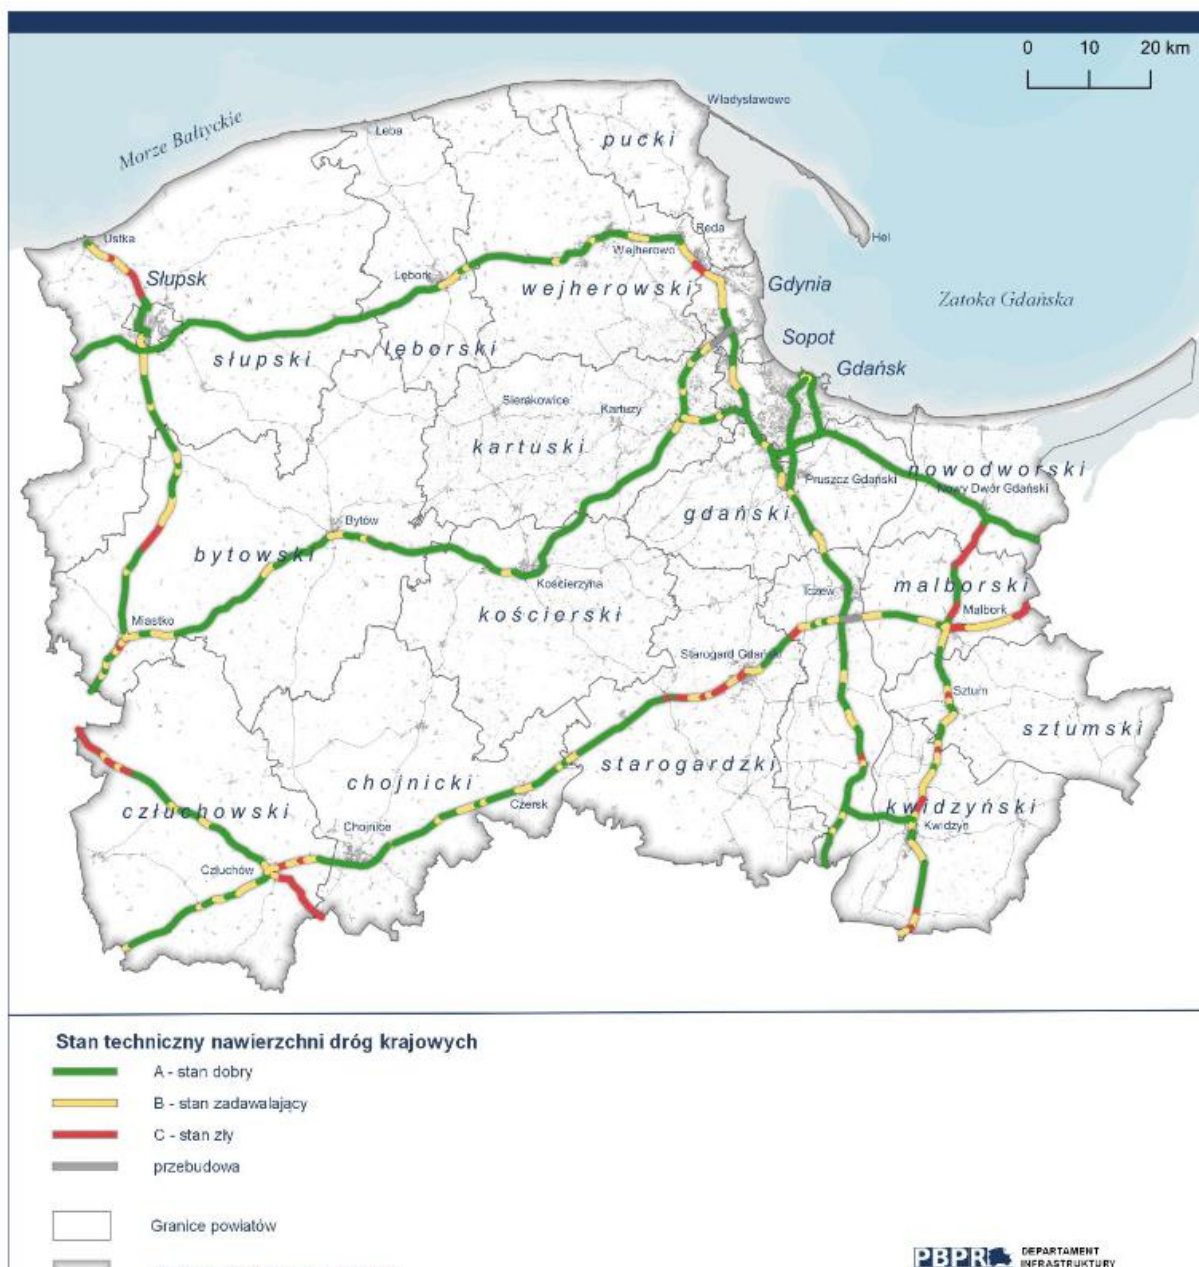 0 10 20 km
Morze Bałtyckie
Władysławowo
Łeba
pucki
Reda
Hel
Ustka
Wejherowo
Słupsk
Lębork
wejherowski
Gdynia
Zatoka Gdańska
Sopot
słupski
lęborski
Gdańsk
Sierakowice
Kartuzy
kartuski
nowodworski
Pruszcz Gdański
Nowy Dwór Gdański
gdański
Bytów
bytowski
Kościerzyna
malborski
Tczew
Malbork
kościerski
Miastko
Starogard Gdański
Sztum
sztumski
starogardzki
chojnicki
człuchowski
Czersk
kwidzyński
Chojnice
Kwidzyn
Człuchów
Stan techniczny nawierzchni dróg krajowych
A - stan dobry
B - stan zadawalający
C - stan zły
przebudowa
Granice powiatów
PBPR DEPARTAMENT
INFRASTRUKTURY